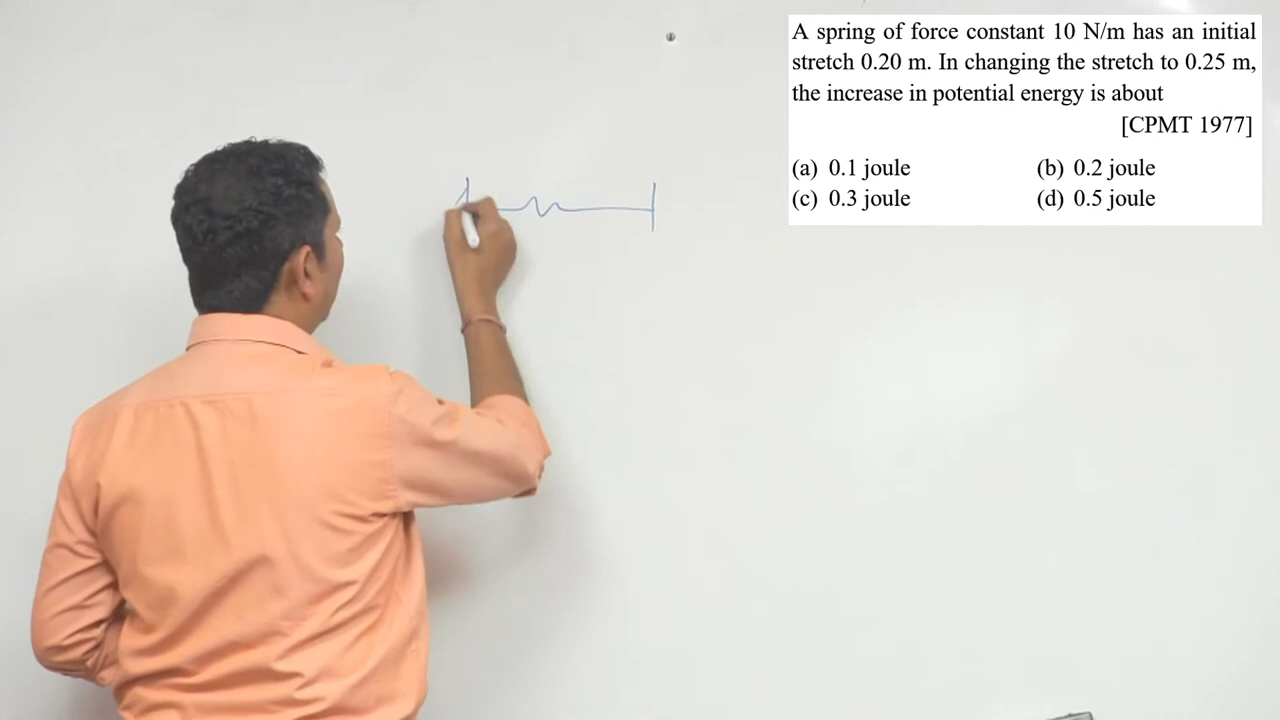 A spring of force constant 10 N/m has an initial
stretch 0.20 m. In changing the stretch to 0.25 m,
the increase in potential energy is about
[CPMT 1977]
(a) 0.1 joule (b) 0.2 joule
(c) 0.3 joule (d) 0.5 joule